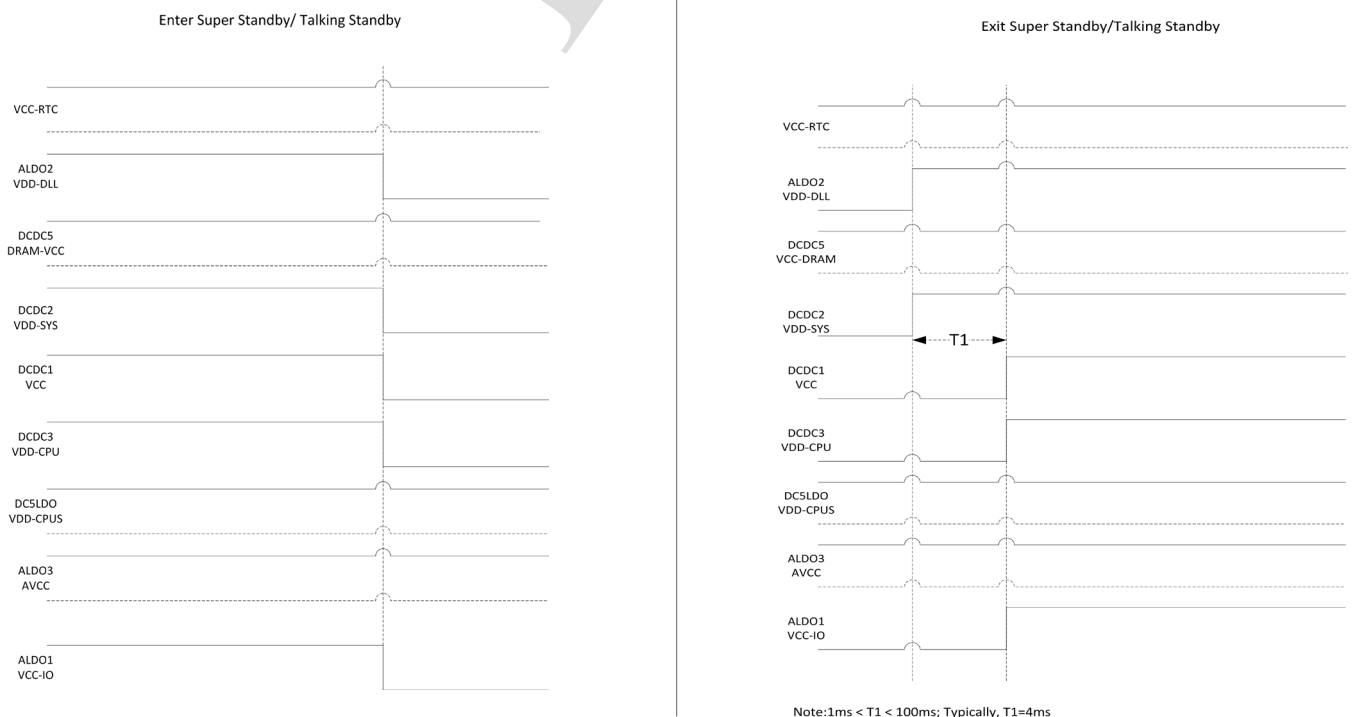 Enter Super Standby/ Talking Standby
VCC-RTC
ALDO2
VDD-DLL
DCDC5
DRAM-VCC
DCDC2
VDD-SYS
DCDC1
VCC
DCDC3
VDD-CPU
DC5LDO
VDD-CPUS
ALDO3
AVCC
ALDO1
VCC-IO
Exit Super Standby/Talking Standby
VCC-RTC
ALDO2
VDD-DLL
DCDC5
VCC-DRAM
DCDC2
VDD-SYS
T1
DCDC1
VCC
DCDC3
VDD-CPU
DC5LDO
VDD-CPUS
ALDO3
AVCC
ALDO1
VCC-IO
Note:1ms < T1 < 100ms; Typically, T1=4ms